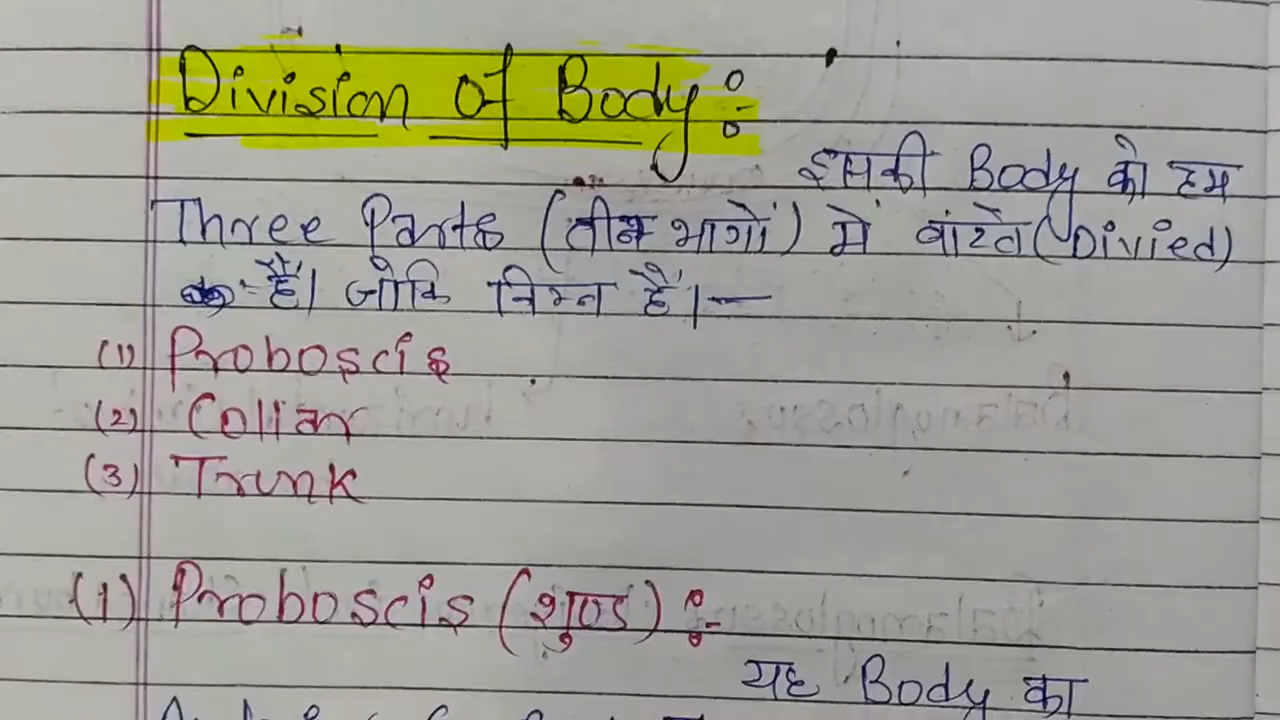 Division of Body :-
इसकी Body को हम
Three Parts (तीन भागों) में बांटते (Divied)
हैं। जोकि निम्न हैं।—
(1) Proboscis
(2) Collar
(3) Trunk
(1) Proboscis (शुण्ड) :-
यह Body का